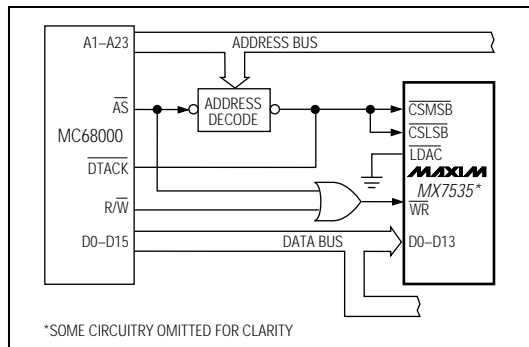 A1–A23
ADDRESS BUS
AS
ADDRESS
DECODE
CSMSB
CSLSB
MC68000
LDAC
DTACK
MAXIM
MX7535*
R/W
WR
D0–D15
DATA BUS
D0–D13
*SOME CIRCUITRY OMITTED FOR CLARITY